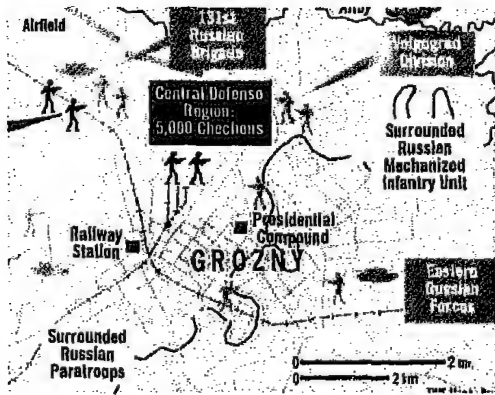 Airfield
131st
Russian
Brigade
Volgograd
Division
Central Defense
Region:
5,000 Chechens
Surrounded
Russian
Mechanized
Infantry Unit
Presidential
Compound
Railway
Station
GROZNY
Eastern
Russian
Forces
Surrounded
Russian
Paratroops
0 2 mi.
0 2 km